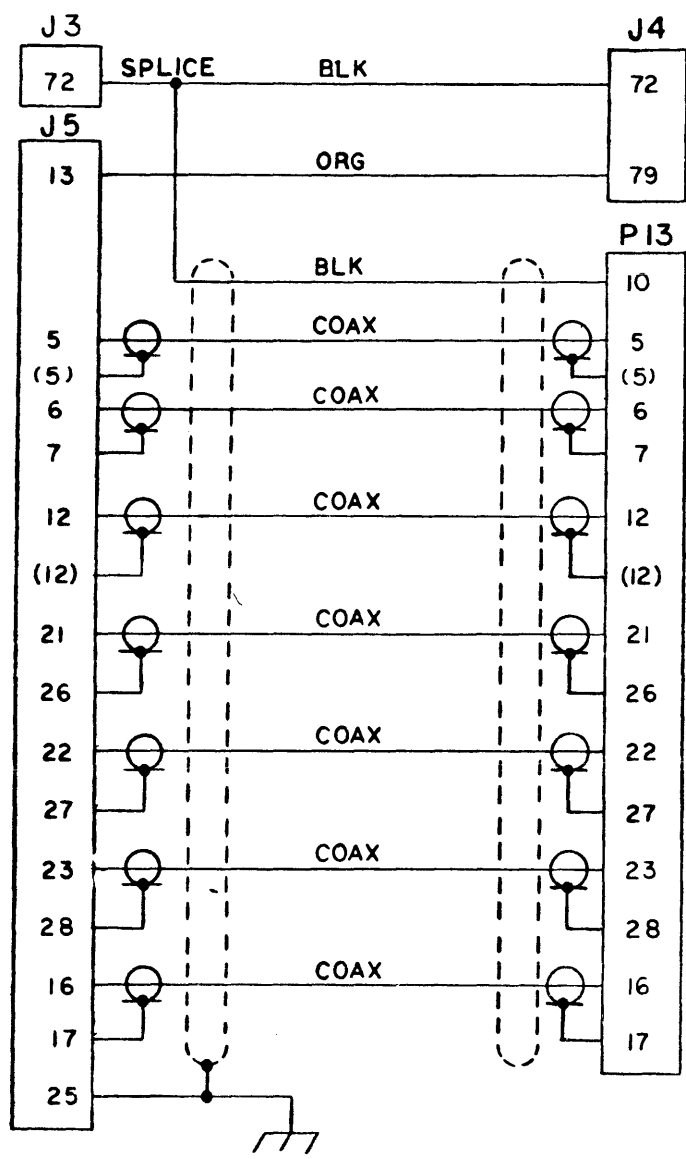 J3 J4
72 SPLICE BLK 72
J5
13 ORG 79
P13
BLK 10
5 COAX 5
(5) (5)
6 COAX 6
7 7
12 COAX 12
(12) (12)
21 COAX 21
26 26
22 COAX 22
27 27
23 COAX 23
28 28
16 COAX 16
17 17
25